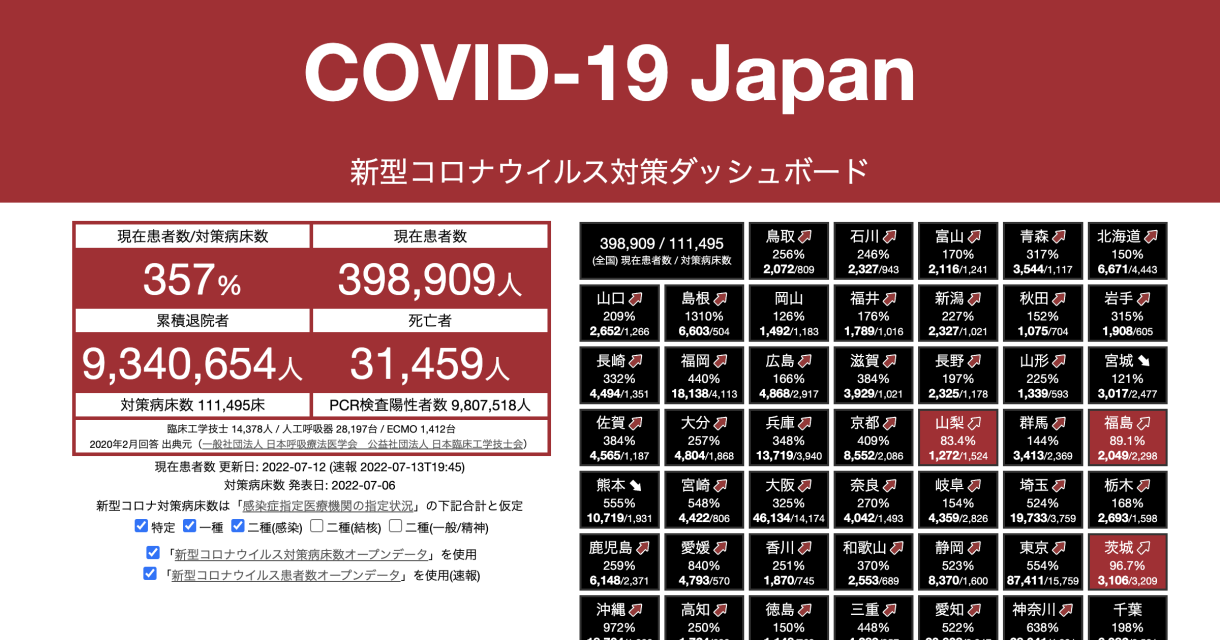 COVID-19 Japan
新型コロナウイルス対策ダッシュボード
現在患者数/対策病床数
現在患者数
357%
398,909人
累積退院者
死亡者
9,340,654人
31,459人
対策病床数 111,495床
PCR検査陽性者数 9,807,518人
臨床工学技士 14,378人 / 人工呼吸器 28,197台 / ECMO 1,412台
2020年2月回答 出典元（一般社団法人 日本呼吸療法医学会 公益社団法人 日本臨床工学技士会）
現在患者数 更新日: 2022-07-12 (速報 2022-07-13T19:45)
対策病床数 発表日: 2022-07-06
新型コロナ対策病床数は「感染症指定医療機関の指定状況」の下記合計と仮定
特定 一種 二種(感染) 二種(結核) 二種(一般/精神)
「新型コロナウイルス対策病床数オープンデータ」を使用
「新型コロナウイルス患者数オープンデータ」を使用(速報)
398,909 / 111,495
(全国) 現在患者数 / 対策病床数
鳥取
256%
2,072/809
石川
246%
2,327/943
富山
170%
2,116/1,241
青森
317%
3,544/1,117
北海道
150%
6,671/4,443
山口
209%
2,652/1,266
島根
1310%
6,603/504
岡山
126%
1,492/1,183
福井
176%
1,789/1,016
新潟
227%
2,327/1,021
秋田
152%
1,075/704
岩手
315%
1,908/605
長崎
332%
4,494/1,351
福岡
440%
18,138/4,113
広島
166%
4,868/2,917
滋賀
384%
3,929/1,021
長野
197%
2,325/1,178
山形
225%
1,339/593
宮城
121%
3,017/2,477
佐賀
384%
4,565/1,187
大分
257%
4,804/1,868
兵庫
348%
13,719/3,940
京都
409%
8,552/2,086
山梨
83.4%
1,272/1,524
群馬
144%
3,413/2,369
福島
89.1%
2,049/2,298
熊本
555%
10,719/1,931
宮崎
548%
4,422/806
大阪
325%
46,134/14,174
奈良
270%
4,042/1,493
岐阜
154%
4,359/2,826
埼玉
524%
19,733/3,759
栃木
168%
2,693/1,598
鹿児島
259%
6,148/2,371
愛媛
840%
4,793/570
香川
251%
1,870/745
和歌山
370%
2,553/689
静岡
523%
8,370/1,600
東京
554%
87,411/15,759
茨城
96.7%
3,106/3,209
沖縄
972%
高知
250%
徳島
150%
三重
448%
愛知
522%
神奈川
638%
千葉
198%